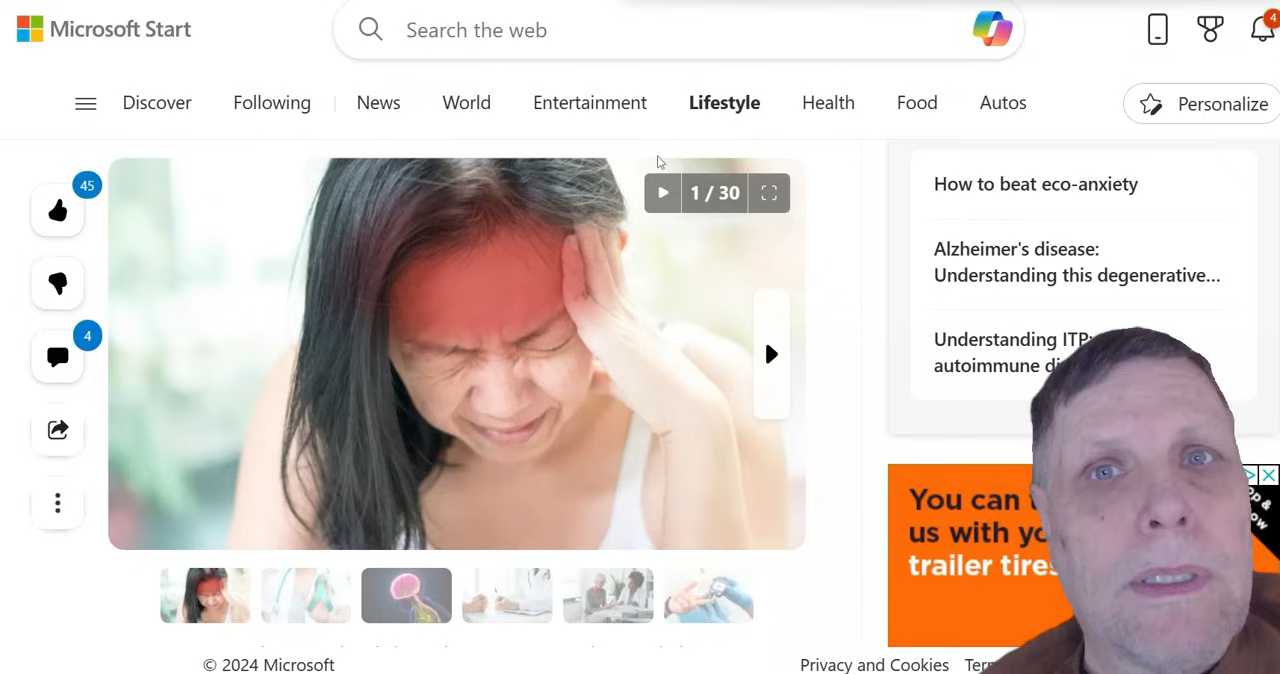 Microsoft Start
Search the web
4
Discover
Following
News
World
Entertainment
Lifestyle
Health
Food
Autos
Personalize
45
4
1 / 30
How to beat eco-anxiety
Alzheimer's disease:
Understanding this degenerative...
Understanding ITP:
autoimmune
You can
us with
trailer tires
© 2024 Microsoft
Privacy and Cookies